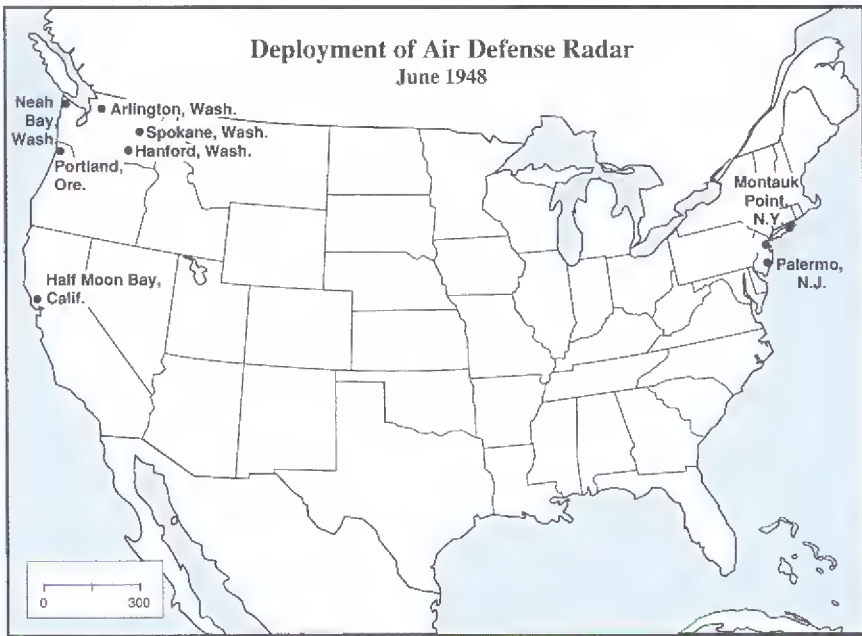 Deployment of Air Defense Radar
June 1948
Neah
Bay,
Wash.
Arlington, Wash.
Spokane, Wash.
Hanford, Wash.
Portland,
Ore.
Half Moon Bay,
Calif.
Montauk
Point,
N.Y.
Palermo,
N.J.
0 300